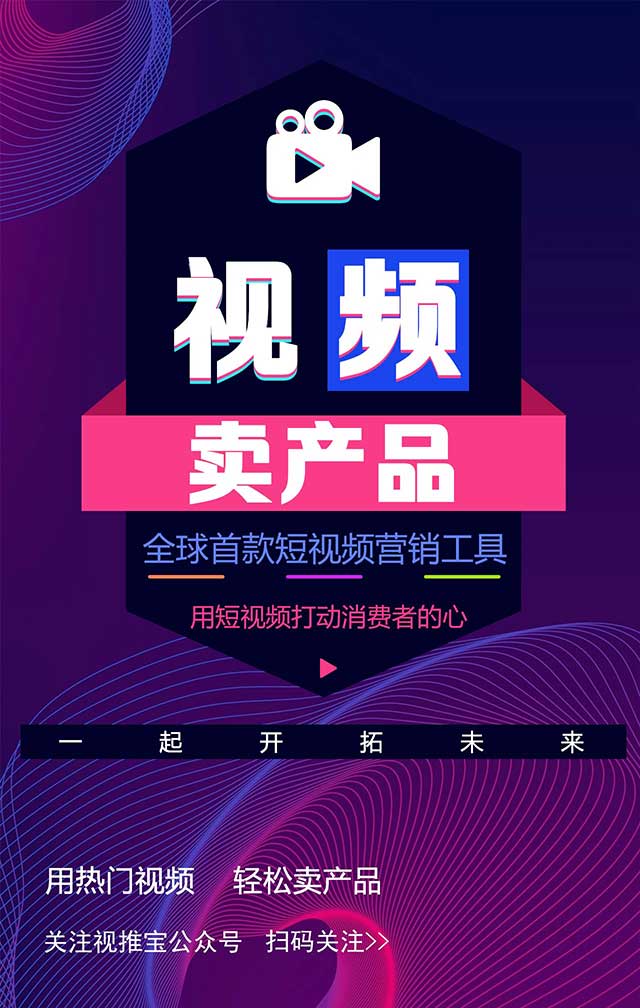 视频
卖产品
全球首款短视频营销工具
用短视频打动消费者的心
一起开拓未来
用热门视频 轻松卖产品
关注视推宝公众号 扫码关注>>